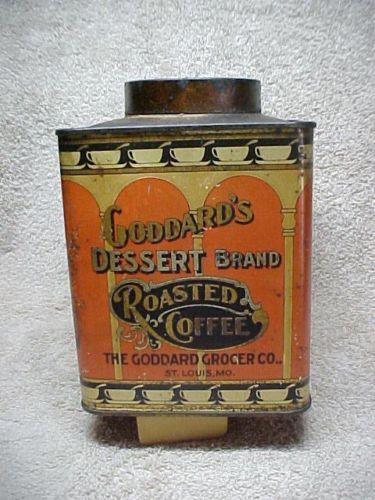 GODDARD'S
DESSERT BRAND
ROASTED
COFFEE
THE GODDARD GROCER CO.,
ST. LOUIS, MO.